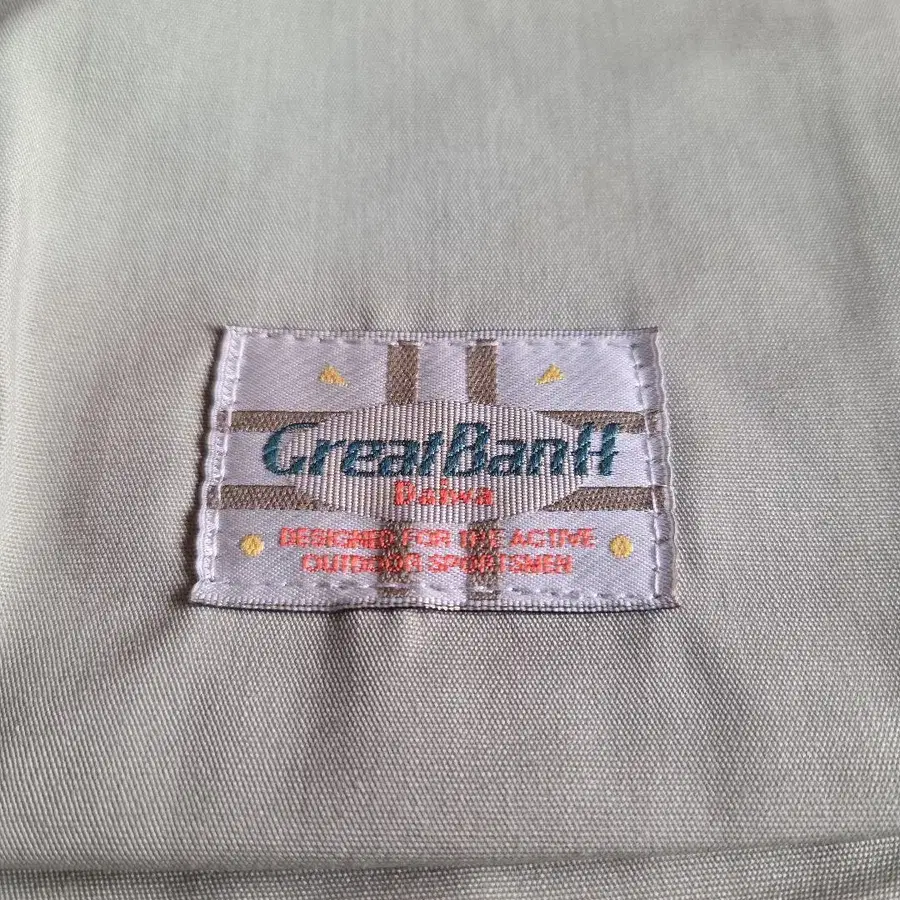 GreatBanH
Daiwa
DESIGNED FOR THE ACTIVE
OUTDOOR SPORTSMEN